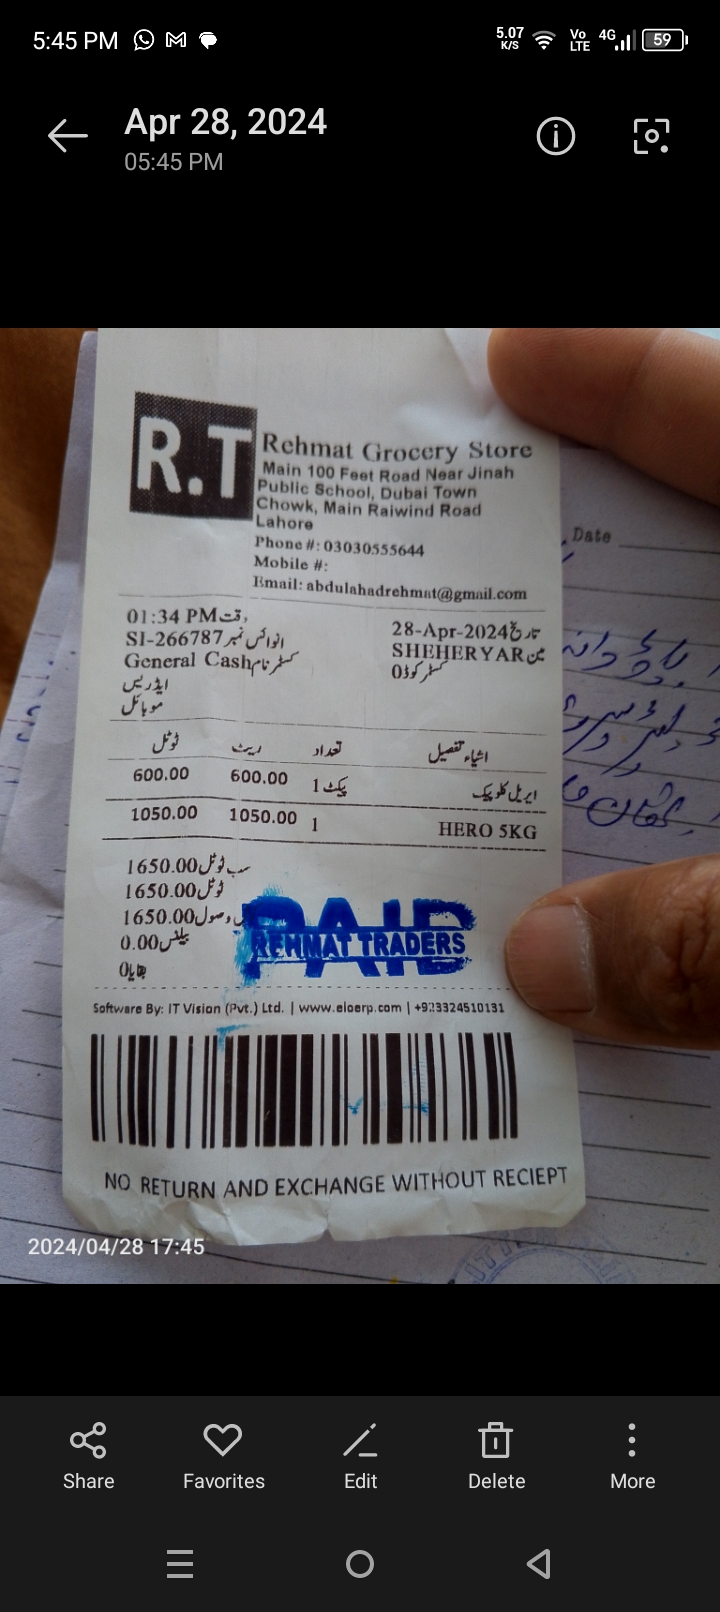 5:45 PM
5.07 K/S Vo LTE 4G 59
Apr 28, 2024
05:45 PM
R.T
Rehmat Grocery Store
Main 100 Feet Road Near Jinah
Public School, Dubai Town
Chowk, Main Raiwind Road
Lahore
Phone #: 03030555644
Mobile #:
Email: abdulahadrehmat@gmail.com
Date
01:34 PM وقت
28-Apr-2024 تاریخ
SI-266787 انوائس نمبر
SHEHERYAR
General Cash کسٹمر نام
کسٹمر کوڈ 0
ایڈریس
موبائل
اشیاء تفصیل تعداد ریٹ ٹوٹل
ایریل کلو پیک 1 پیکٹ 600.00 600.00
HERO 5KG 1 1050.00 1050.00
1650.00 سب ٹوٹل
1650.00 ٹوٹل
1650.00 وصول
0.00 بیلنس
0 بقایا
PAID
REHMAT TRADERS
Software By: IT Vision (Pvt.) Ltd. | www.eloerp.com | +923324510131
NO RETURN AND EXCHANGE WITHOUT RECIEPT
2024/04/28 17:45
Share Favorites Edit Delete More